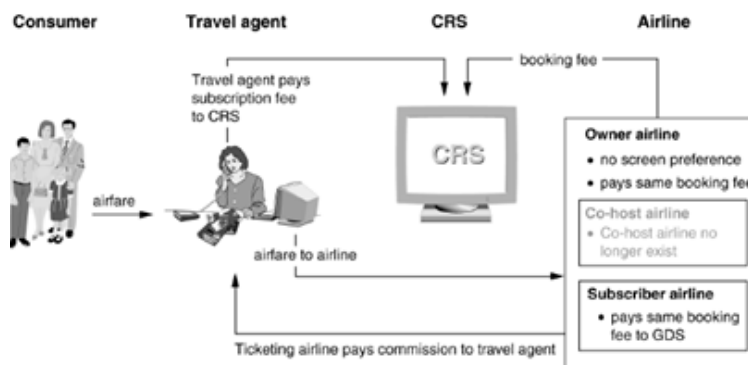 Consumer
Travel agent
CRS
Airline
Travel agent pays
subscription fee
to CRS
booking fee
CRS
airfare
airfare to airline
Owner airline
• no screen preference
• pays same booking fee
Co-host airline
• Co-host airline no
longer exist
Subscriber airline
• pays same booking
fee to GDS
Ticketing airline pays commission to travel agent